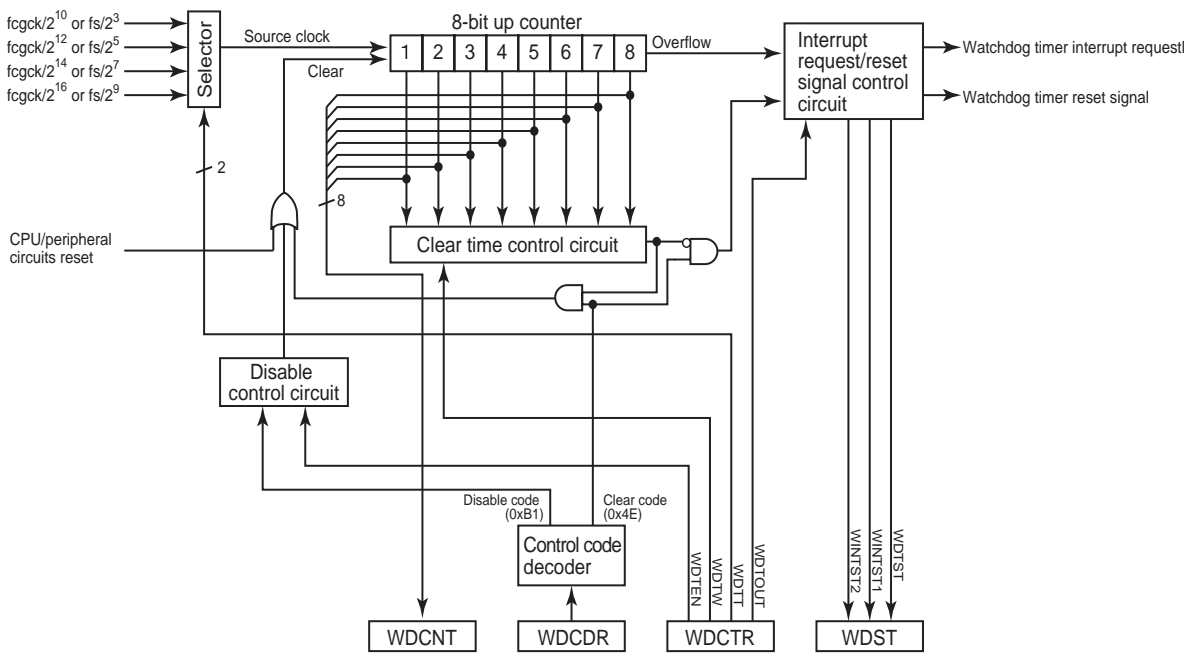 8-bit up counter
fcgck/2^10 or fs/2^3
fcgck/2^12 or fs/2^5
fcgck/2^14 or fs/2^7
fcgck/2^16 or fs/2^9
Selector
Source clock
Clear
1 2 3 4 5 6 7 8
Overflow
Interrupt
request/reset
signal control
circuit
Watchdog timer interrupt requestl
Watchdog timer reset signal
2
8
CPU/peripheral
circuits reset
Clear time control circuit
Disable
control circuit
Disable code
(0xB1)
Clear code
(0x4E)
Control code
decoder
WDTEN
WDTW
WDTT
WDTOUT
WINTST2
WINTST1
WDTST
WDCNT
WDCDR
WDCTR
WDST